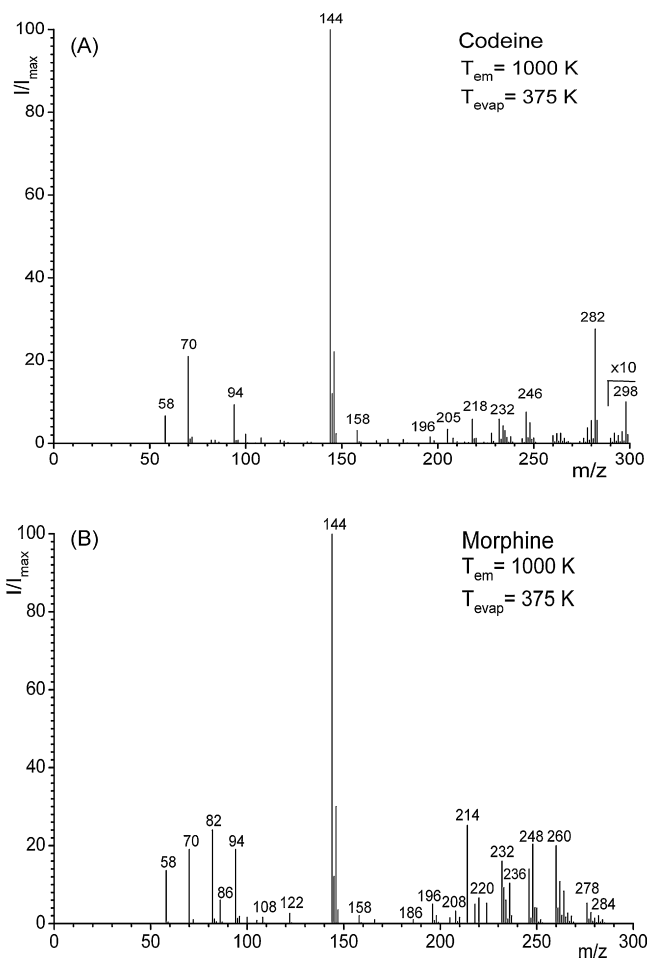 (A)
Codeine
T_em = 1000 K
T_evap = 375 K
I/I_max
100
80
60
40
20
0
144
58
70
94
158
196
205
218
232
246
282
x10
298
0 50 100 150 200 250 300
m/z
(B)
Morphine
T_em = 1000 K
T_evap = 375 K
I/I_max
100
80
60
40
20
0
144
58
70
82
86
94
108
122
158
186
196
208
214
220
232
236
248
260
278
284
0 50 100 150 200 250 300
m/z